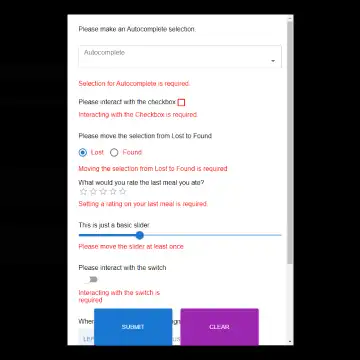 Please make an Autocomplete selection.
Autocomplete
Selection for Autocomplete is required.
Please interact with the checkbox
Interacting with the Checkbox is required.
Please move the selection from Lost to Found
Lost Found
Moving the selection from Lost to Found is required
What would you rate the last meal you ate?
Setting a rating on your last meal is required.
This is just a basic slider
Please move the slider at least once
Please interact with the switch
Interacting with the switch is
required
SUBMIT CLEAR